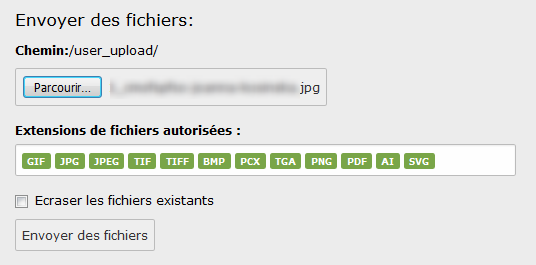 Envoyer des fichiers:
Chemin:/user_upload/
Parcourir... .jpg
Extensions de fichiers autorisées :
GIF JPG JPEG TIF TIFF BMP PCX TGA PNG PDF AI SVG
Ecraser les fichiers existants
Envoyer des fichiers